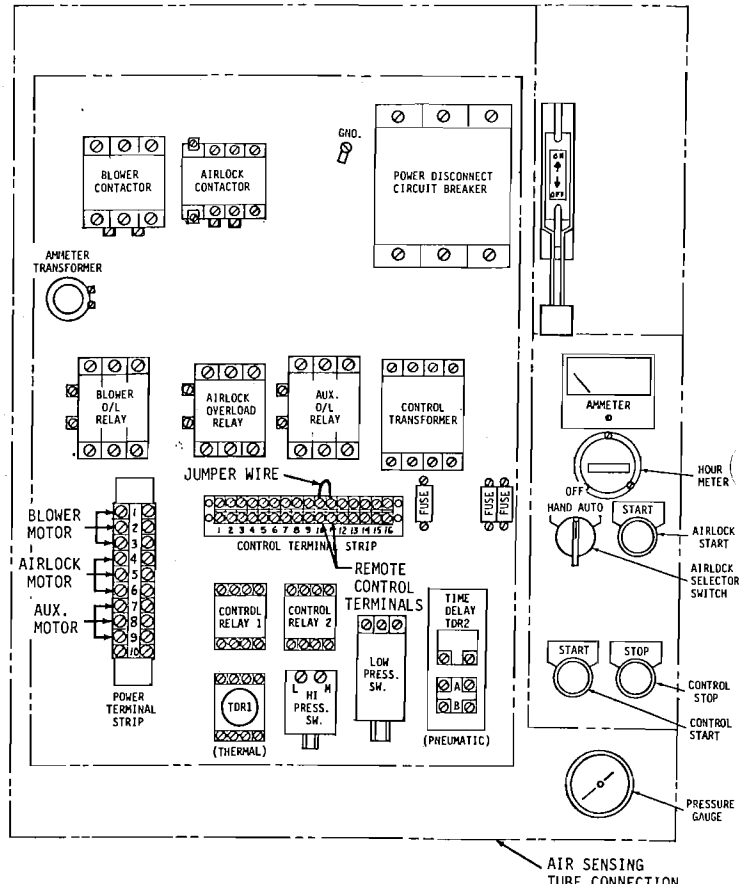 GND.
BLOWER
CONTACTOR
AIRLOCK
CONTACTOR
POWER DISCONNECT
CIRCUIT BREAKER
ON
OFF
AMMETER
TRANSFORMER
BLOWER
O/L
RELAY
AIRLOCK
OVERLOAD
RELAY
AUX.
O/L
RELAY
CONTROL
TRANSFORMER
AMMETER
HOUR
METER
JUMPER WIRE
FUSE
FUSE
FUSE
OFF
HAND AUTO
START
AIRLOCK
START
AIRLOCK
SELECTOR
SWITCH
BLOWER
MOTOR
AIRLOCK
MOTOR
AUX.
MOTOR
1
2
3
4
5
6
7
8
9
10
POWER
TERMINAL
STRIP
1 2 3 4 5 6 7 8 9 10 11 12 13 14 15 16
CONTROL TERMINAL STRIP
REMOTE
CONTROL
TERMINALS
CONTROL
RELAY 1
CONTROL
RELAY 2
TIME
DELAY
TDR2
A
B
(PNEUMATIC)
LOW
PRESS.
SW.
TDR1
(THERMAL)
L M
HI
PRESS.
SW.
START
STOP
CONTROL
STOP
CONTROL
START
PRESSURE
GAUGE
AIR SENSING
TUBE CONNECTION